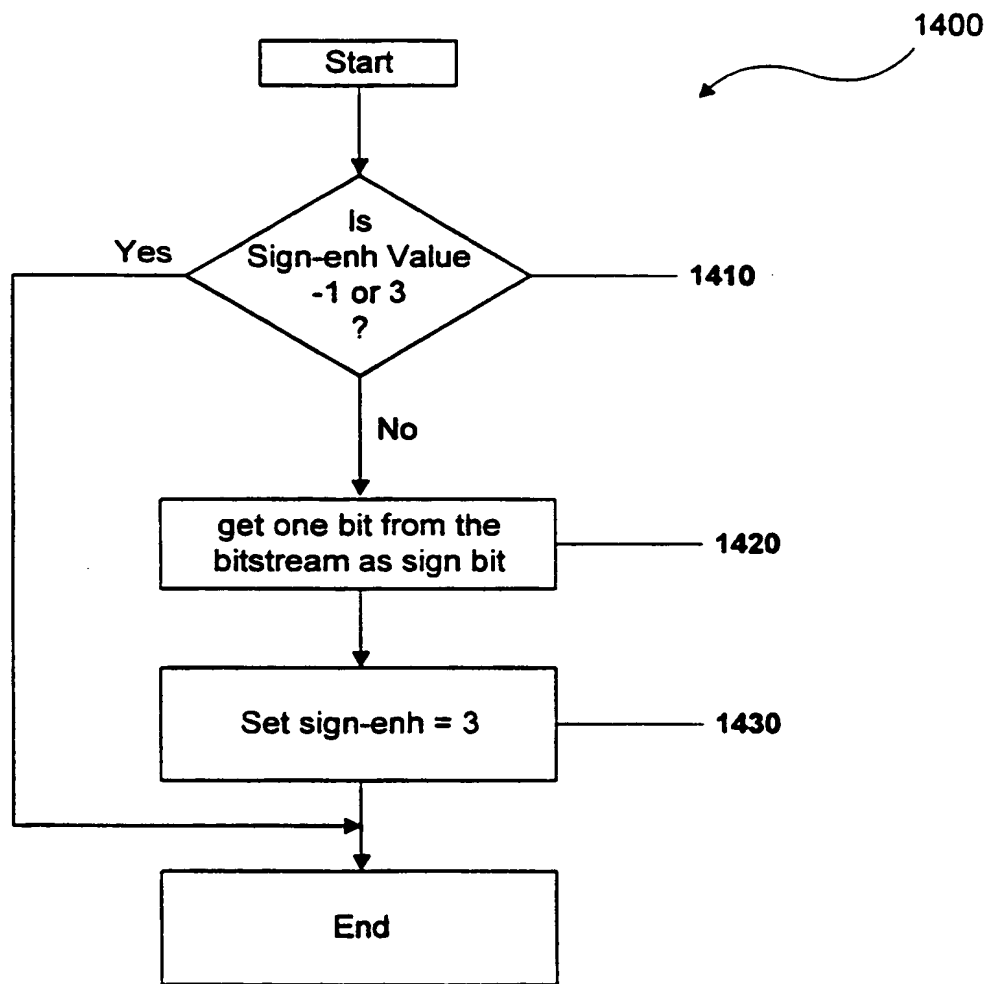 1400
Start
Is
Sign-enh Value
-1 or 3
?
Yes
1410
No
get one bit from the
bitstream as sign bit
1420
Set sign-enh = 3
1430
End